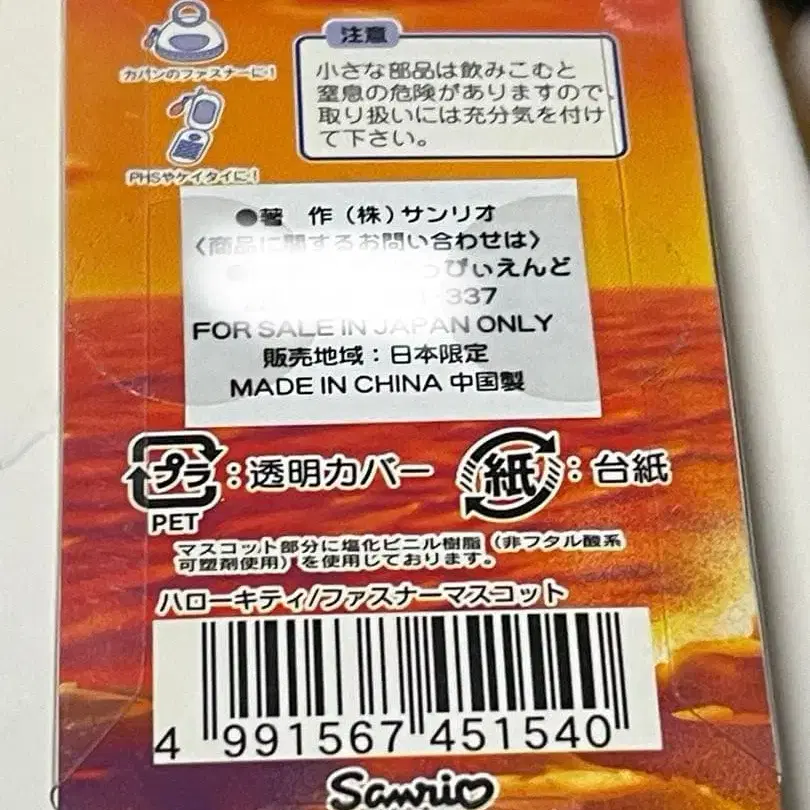 カバンのファスナーに!
PHSやケイタイに!
注意
小さな部品は飲みこむと
窒息の危険がありますので、
取り扱いには充分気を付け
て下さい。
●著 作(株)サンリオ
〈商品に関するお問い合わせは〉
っぴぃえんど
337
FOR SALE IN JAPAN ONLY
販売地域:日本限定
MADE IN CHINA 中国製
プラ:透明カバー
PET
紙:台紙
マスコット部分に塩化ビニル樹脂(非フタル酸系
可塑剤使用)を使用しております。
ハローキティ/ファスナーマスコット
4 991567 451540
Sanrio